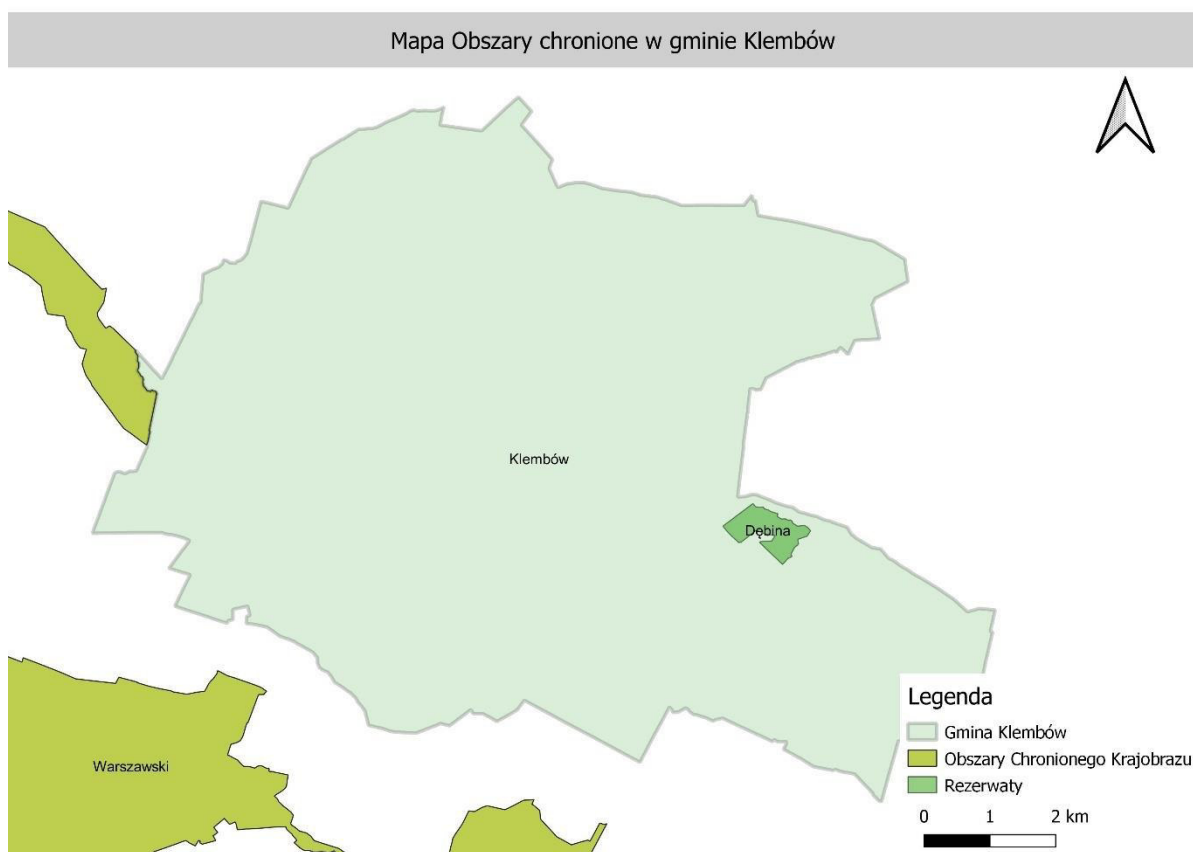 Mapa Obszary chronione w gminie Klembów
Klembów
Dębina
Warszawski
Legenda
Gmina Klembów
Obszary Chronionego Krajobrazu
Rezerwaty
0 1 2 km